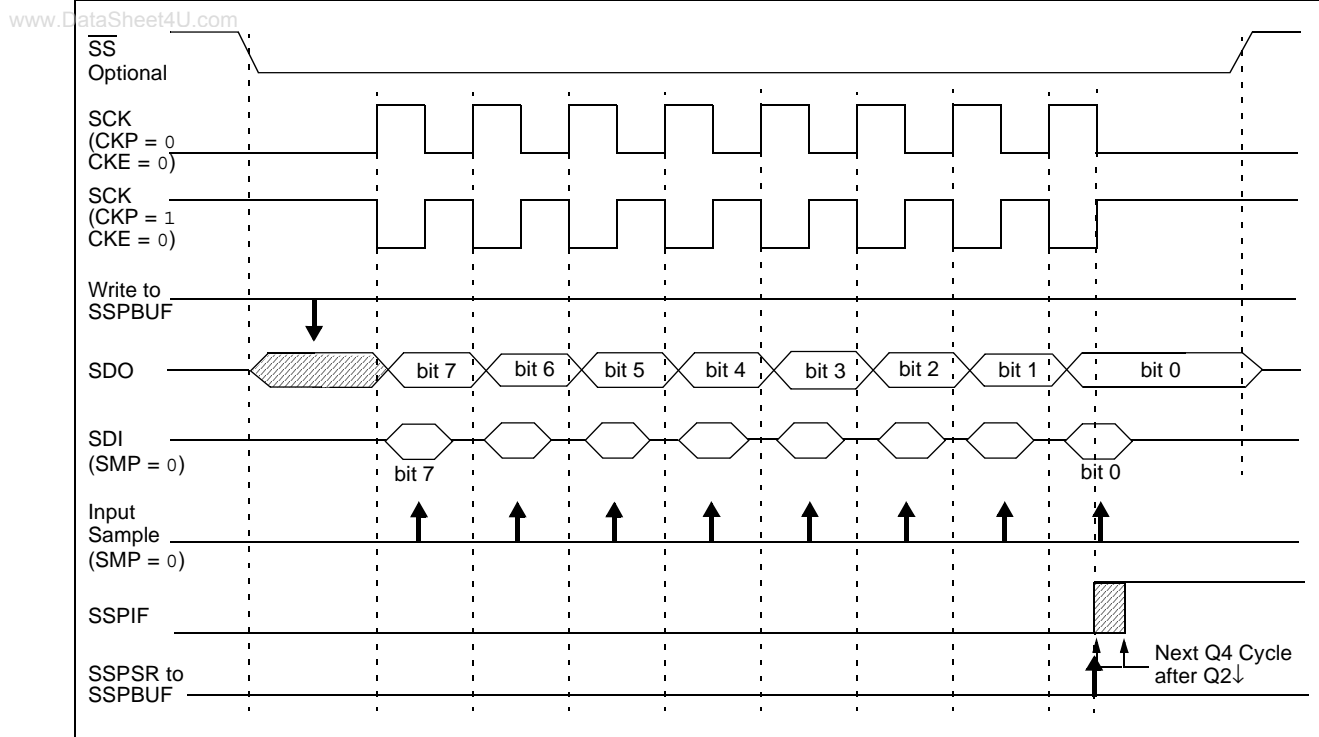 www.DataSheet4U.com
SS
Optional
SCK
(CKP = 0
CKE = 0)
SCK
(CKP = 1
CKE = 0)
Write to
SSPBUF
SDO
bit 7
bit 6
bit 5
bit 4
bit 3
bit 2
bit 1
bit 0
SDI
(SMP = 0)
bit 7
bit 0
Input
Sample
(SMP = 0)
SSPIF
Next Q4 Cycle
after Q2↓
SSPSR to
SSPBUF